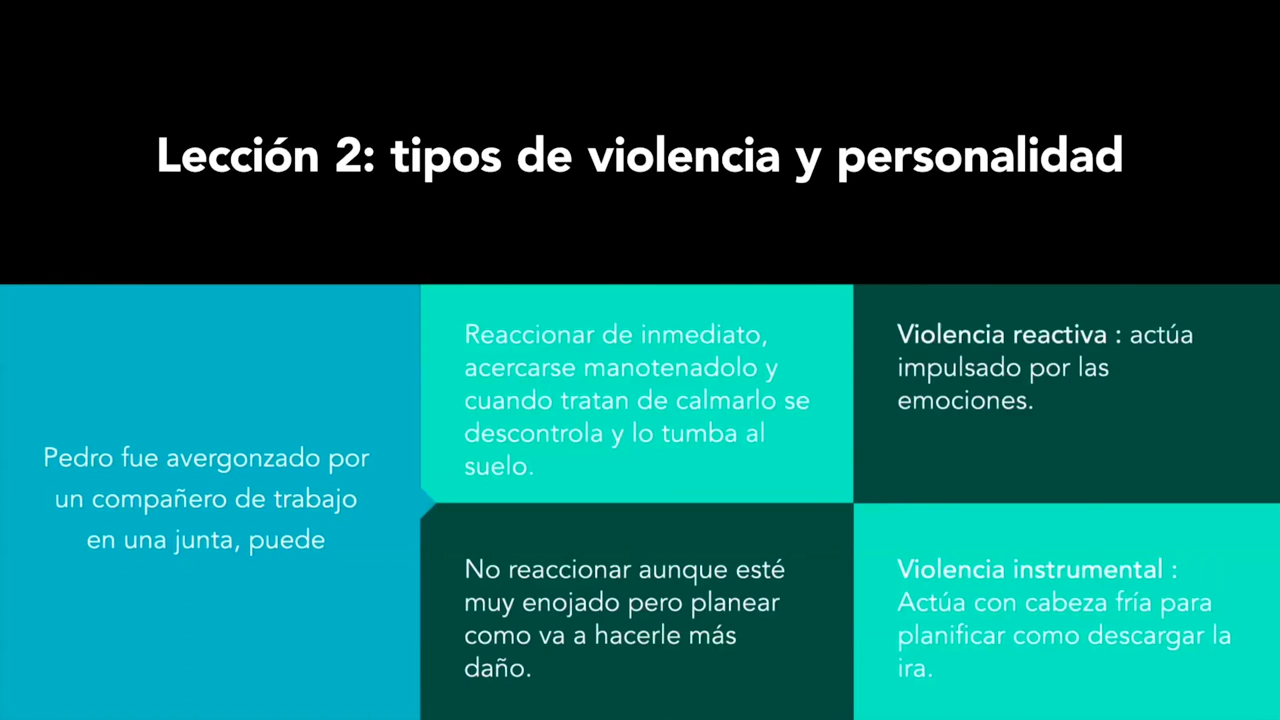 Lección 2: tipos de violencia y personalidad
Pedro fue avergonzado por
un compañero de trabajo
en una junta, puede
Reaccionar de inmediato,
acercarse manotenadolo y
cuando tratan de calmarlo se
descontrola y lo tumba al
suelo.
Violencia reactiva : actúa
impulsado por las
emociones.
No reaccionar aunque esté
muy enojado pero planear
como va a hacerle más
daño.
Violencia instrumental :
Actúa con cabeza fría para
planificar como descargar la
ira.